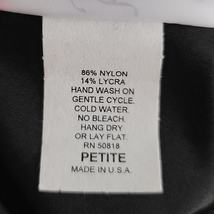 86% NYLON
14% LYCRA
HAND WASH ON
GENTLE CYCLE.
COLD WATER.
NO BLEACH.
HANG DRY
OR LAY FLAT.
RN 50818
PETITE
MADE IN U.S.A.